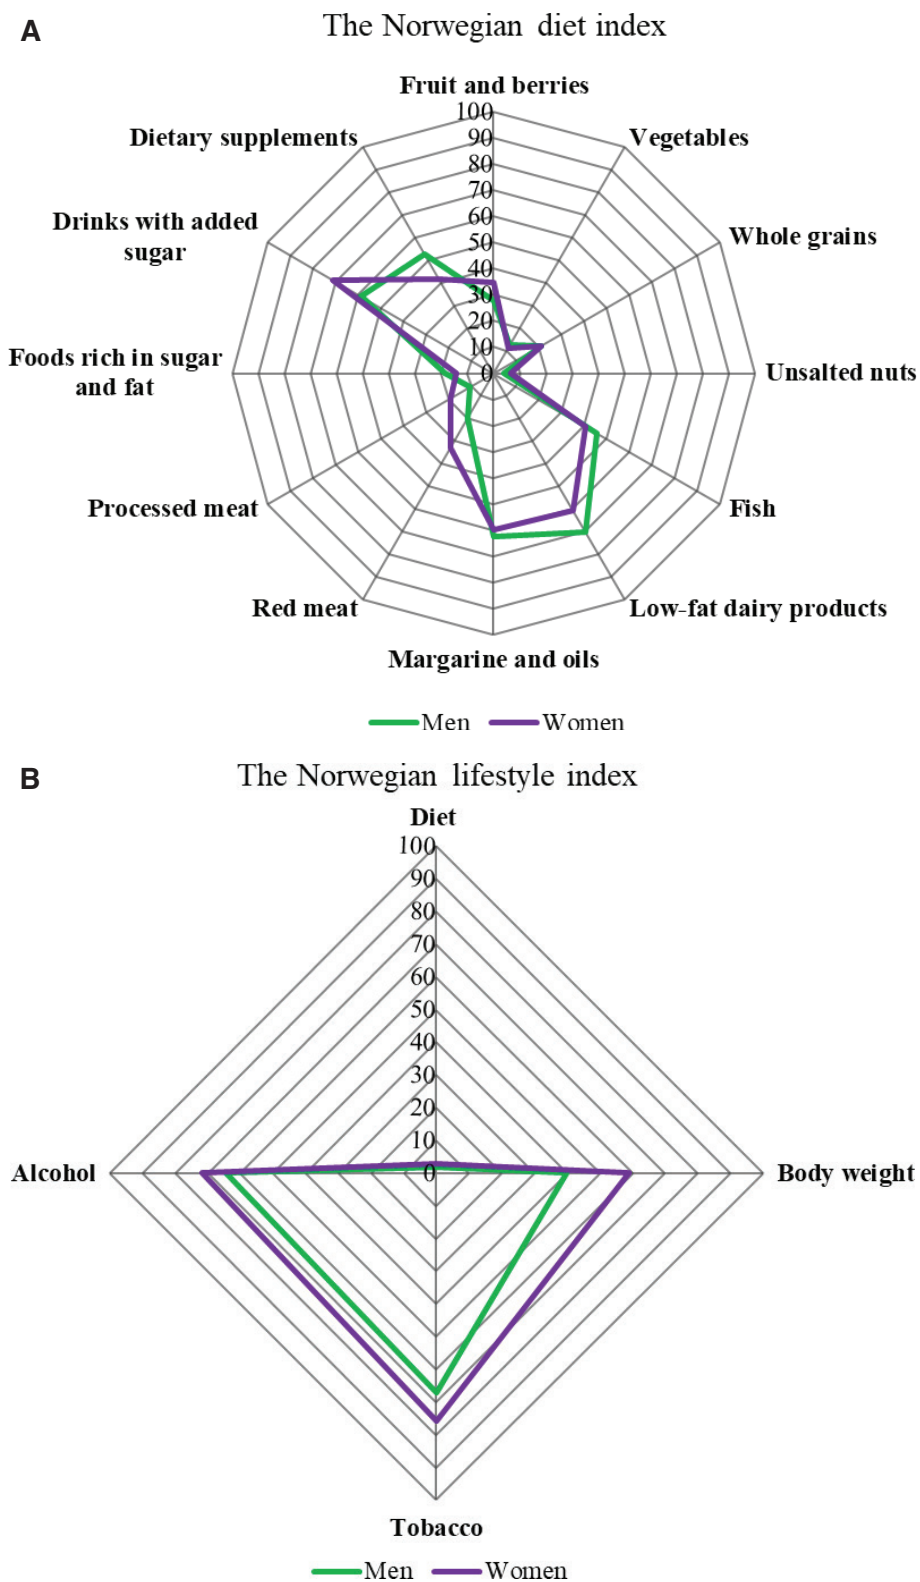 A
The Norwegian diet index
Fruit and berries
100
90
80
70
60
50
40
30
20
10
0
Vegetables
Whole grains
Unsalted nuts
Fish
Low-fat dairy products
Margarine and oils
Red meat
Processed meat
Foods rich in sugar
and fat
Drinks with added
sugar
Dietary supplements
Men Women
B
The Norwegian lifestyle index
Diet
100
90
80
70
60
50
40
30
20
10
0
Alcohol
Body weight
Tobacco
Men Women